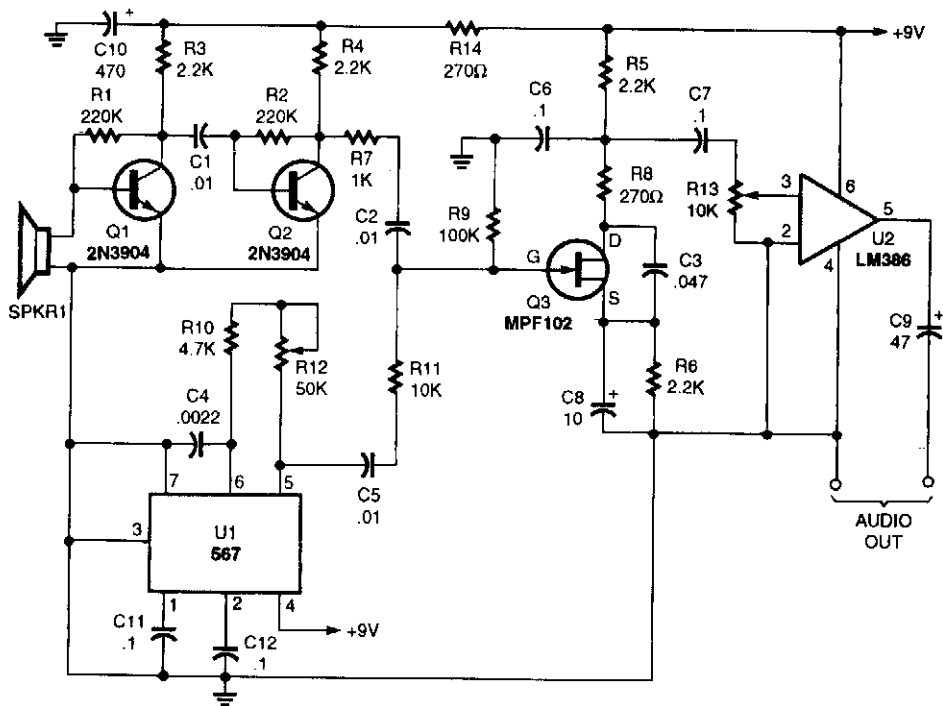 +
C10
470
R3
2.2K
R4
2.2K
R14
270Ω
+9V
R5
2.2K
R1
220K
C1
.01
R2
220K
R7
1K
C6
.1
C7
.1
R8
270Ω
R13
10K
3
6
5
2
4
U2
LM386
Q1
2N3904
Q2
2N3904
C2
.01
R9
100K
G
D
S
Q3
MPF102
C3
.047
SPKR1
R10
4.7K
R12
50K
R11
10K
C8
10
+
R6
2.2K
C9
47
+
C4
.0022
7
6
5
C5
.01
3
U1
567
1
2
4
+9V
C11
.1
C12
.1
AUDIO
OUT